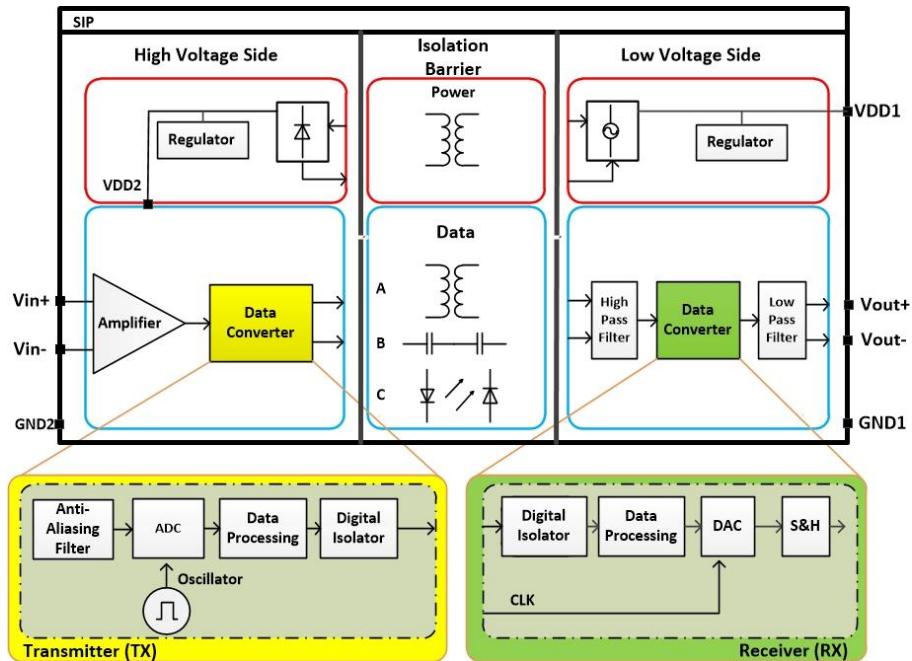 SIP
High Voltage Side
Isolation
Barrier
Low Voltage Side
Power
Regulator
Regulator
VDD1
VDD2
Data
A
B
C
Vin+
Vin-
Amplifier
Data
Converter
High
Pass
Filter
Data
Converter
Low
Pass
Filter
Vout+
Vout-
GND2
GND1
Anti-
Aliasing
Filter
ADC
Data
Processing
Digital
Isolator
Oscillator
Transmitter (TX)
Digital
Isolator
Data
Processing
DAC
S&H
CLK
Receiver (RX)